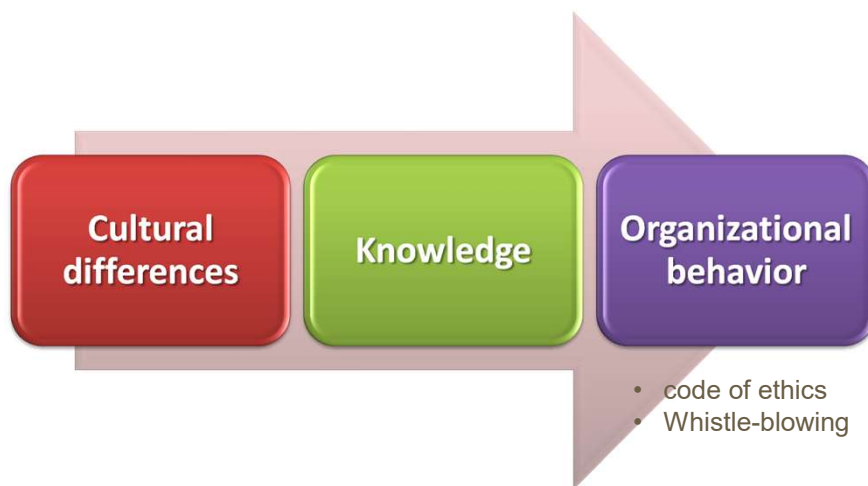 Cultural
differences
Knowledge
Organizational
behavior
• code of ethics
• Whistle-blowing